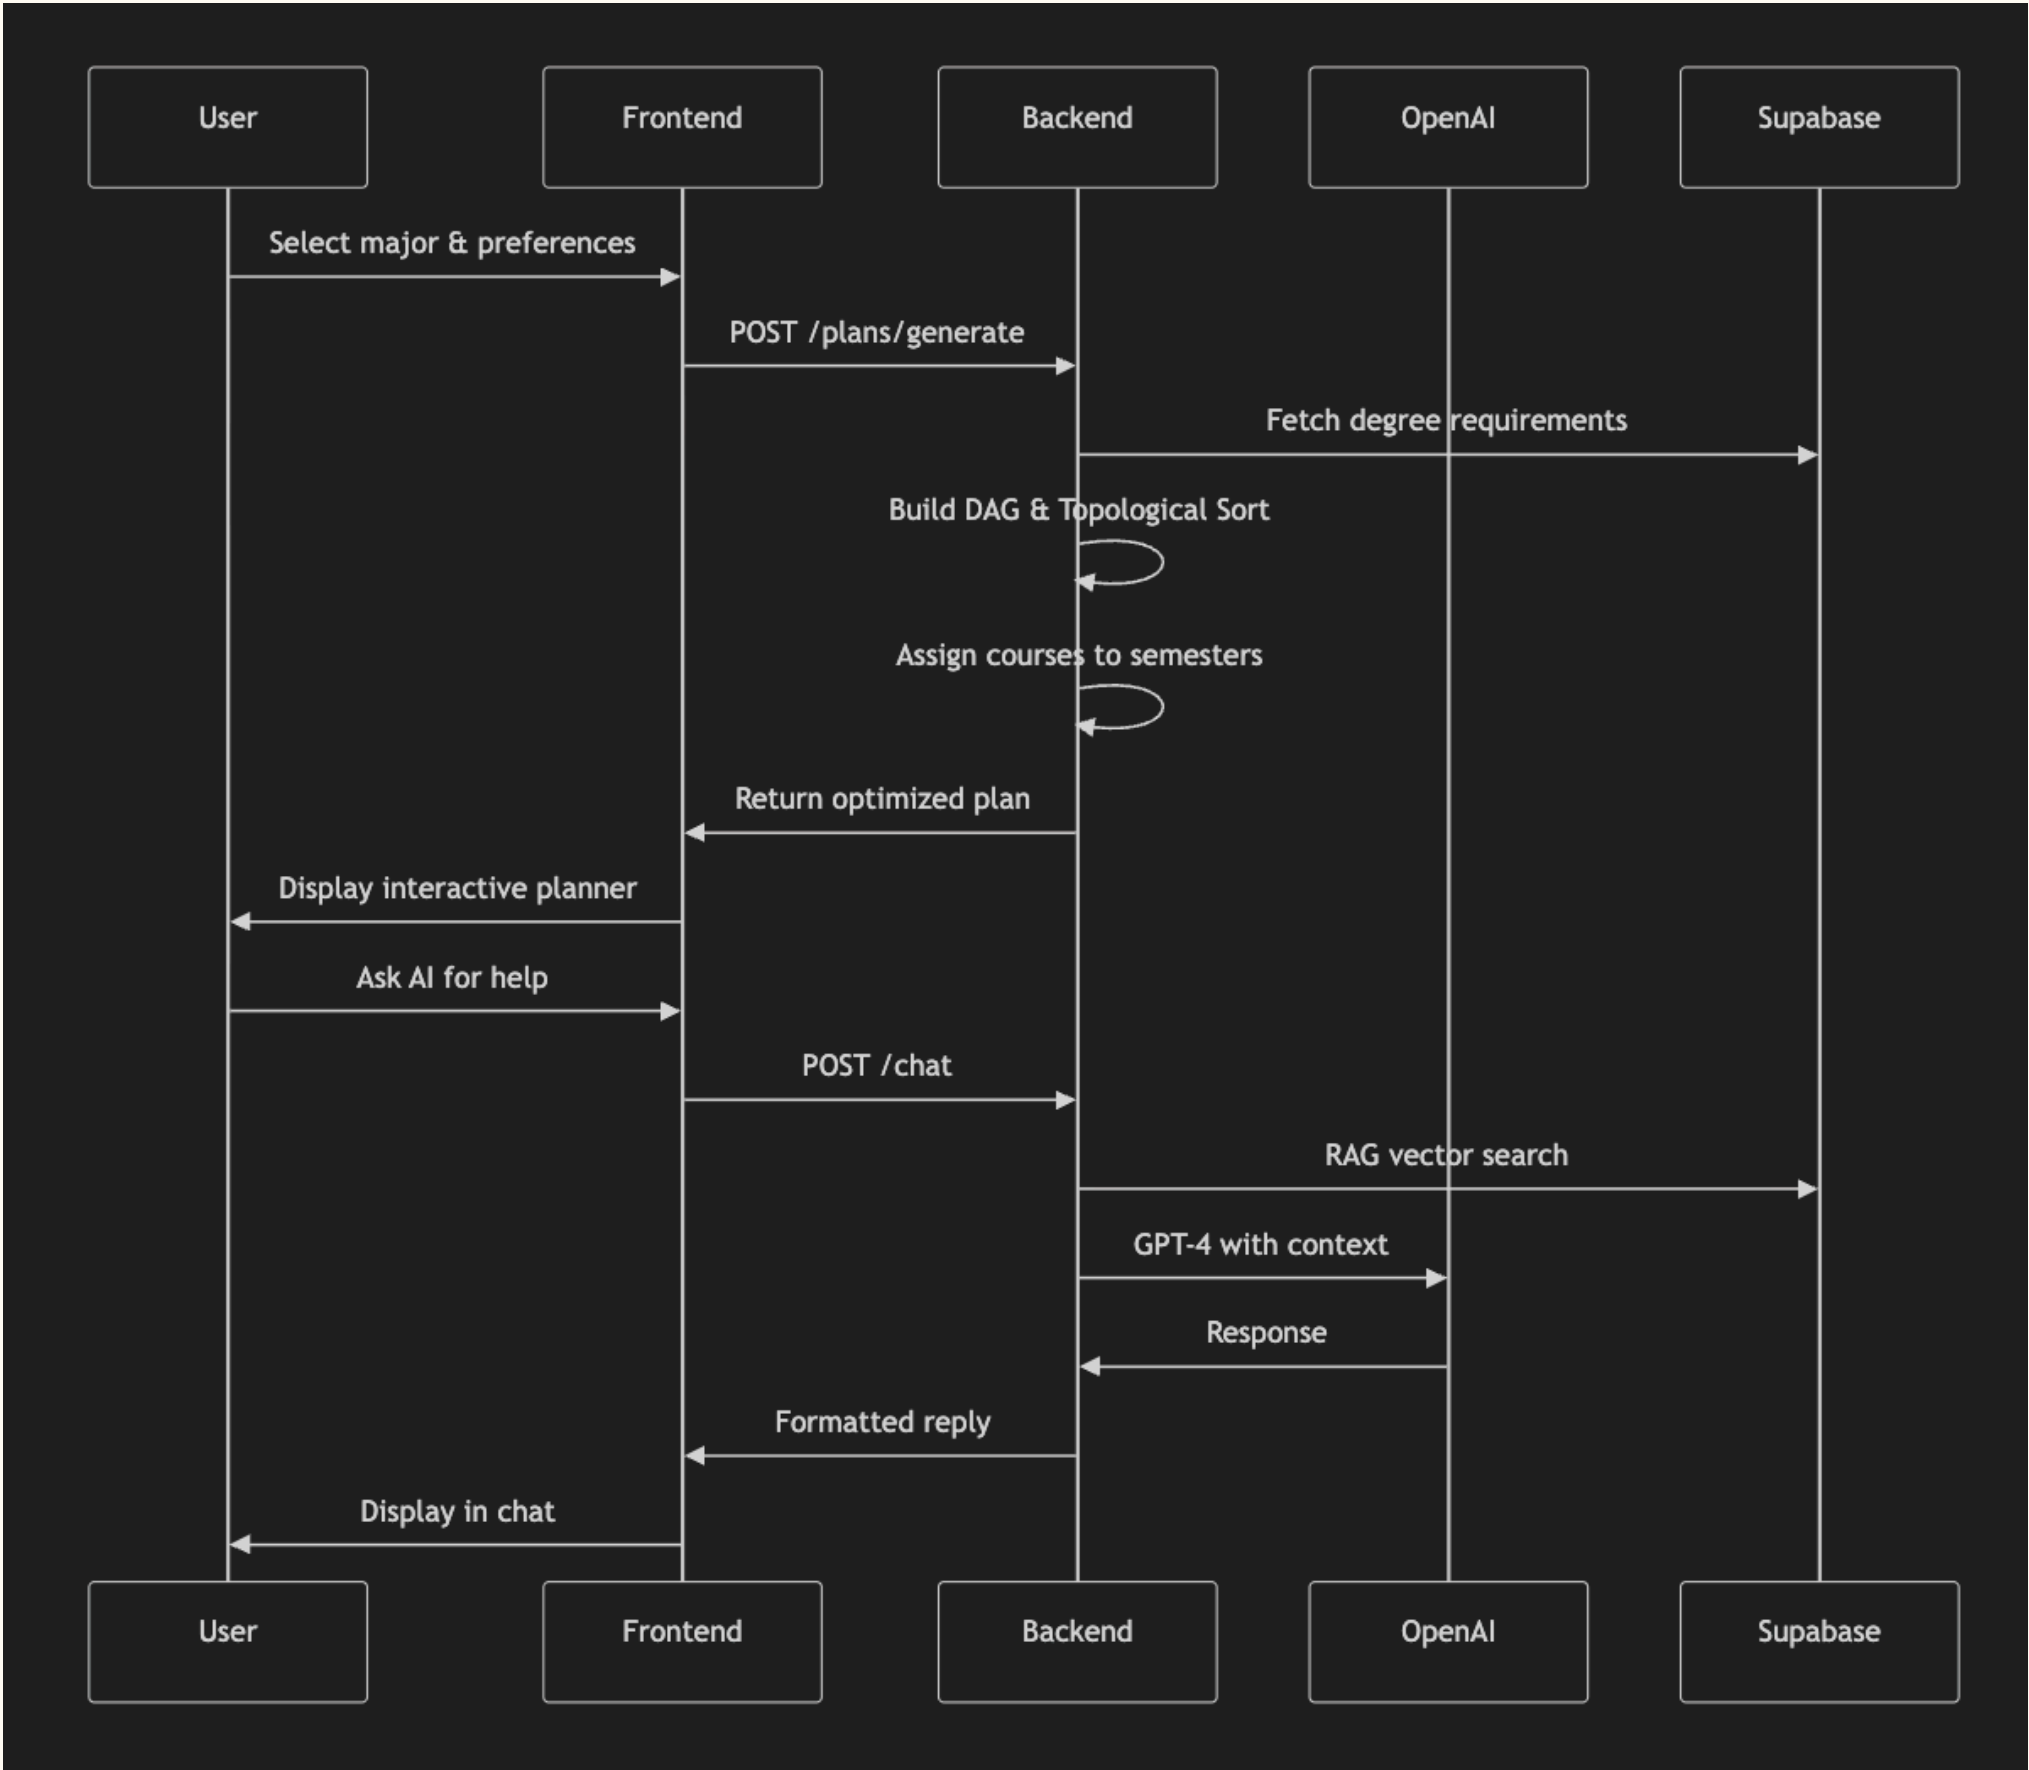 User
Frontend
Backend
OpenAI
Supabase
Select major & preferences
POST /plans/generate
Fetch degree requirements
Build DAG & Topological Sort
Assign courses to semesters
Return optimized plan
Display interactive planner
Ask AI for help
POST /chat
RAG vector search
GPT-4 with context
Response
Formatted reply
Display in chat
User
Frontend
Backend
OpenAI
Supabase